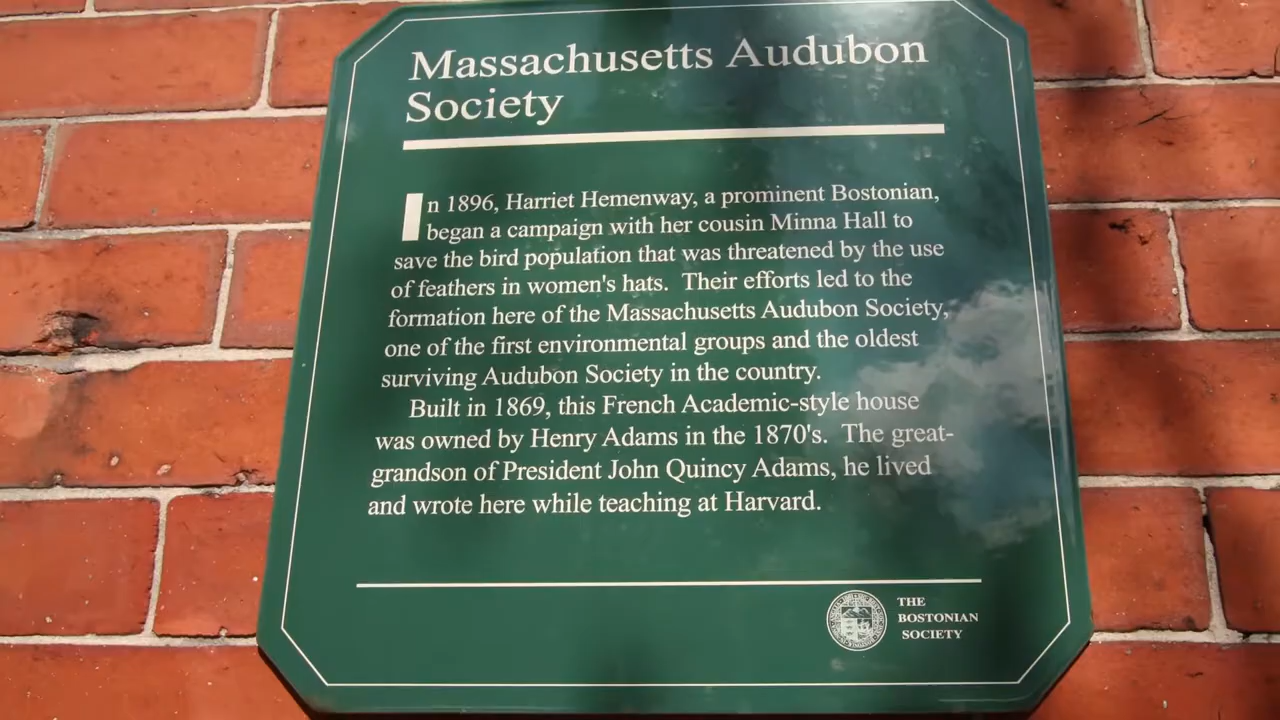 Massachusetts Audubon
Society
In 1896, Harriet Hemenway, a prominent Bostonian,
began a campaign with her cousin Minna Hall to
save the bird population that was threatened by the use
of feathers in women's hats. Their efforts led to the
formation here of the Massachusetts Audubon Society,
one of the first environmental groups and the oldest
surviving Audubon Society in the country.
Built in 1869, this French Academic-style house
was owned by Henry Adams in the 1870's. The great-
grandson of President John Quincy Adams, he lived
and wrote here while teaching at Harvard.
THE
BOSTONIAN
SOCIETY